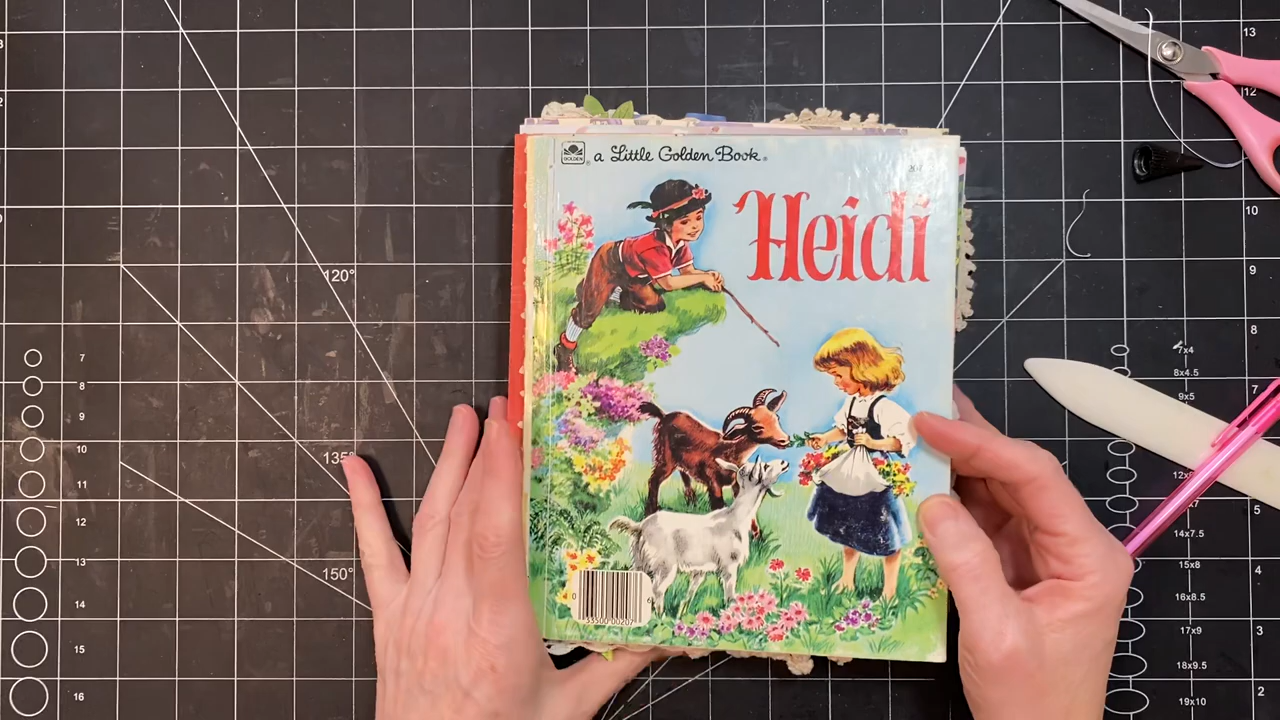 a Little Golden Book®
GOLDEN
Heidi
120°
135°
150°
7
8
9
10
11
12
13
14
15
16
13
12
10
9
8
7
5
4
3
2
7x4
8x4.5
9x5
14x7.5
15x8
16x8.5
17x9
18x9.5
19x10